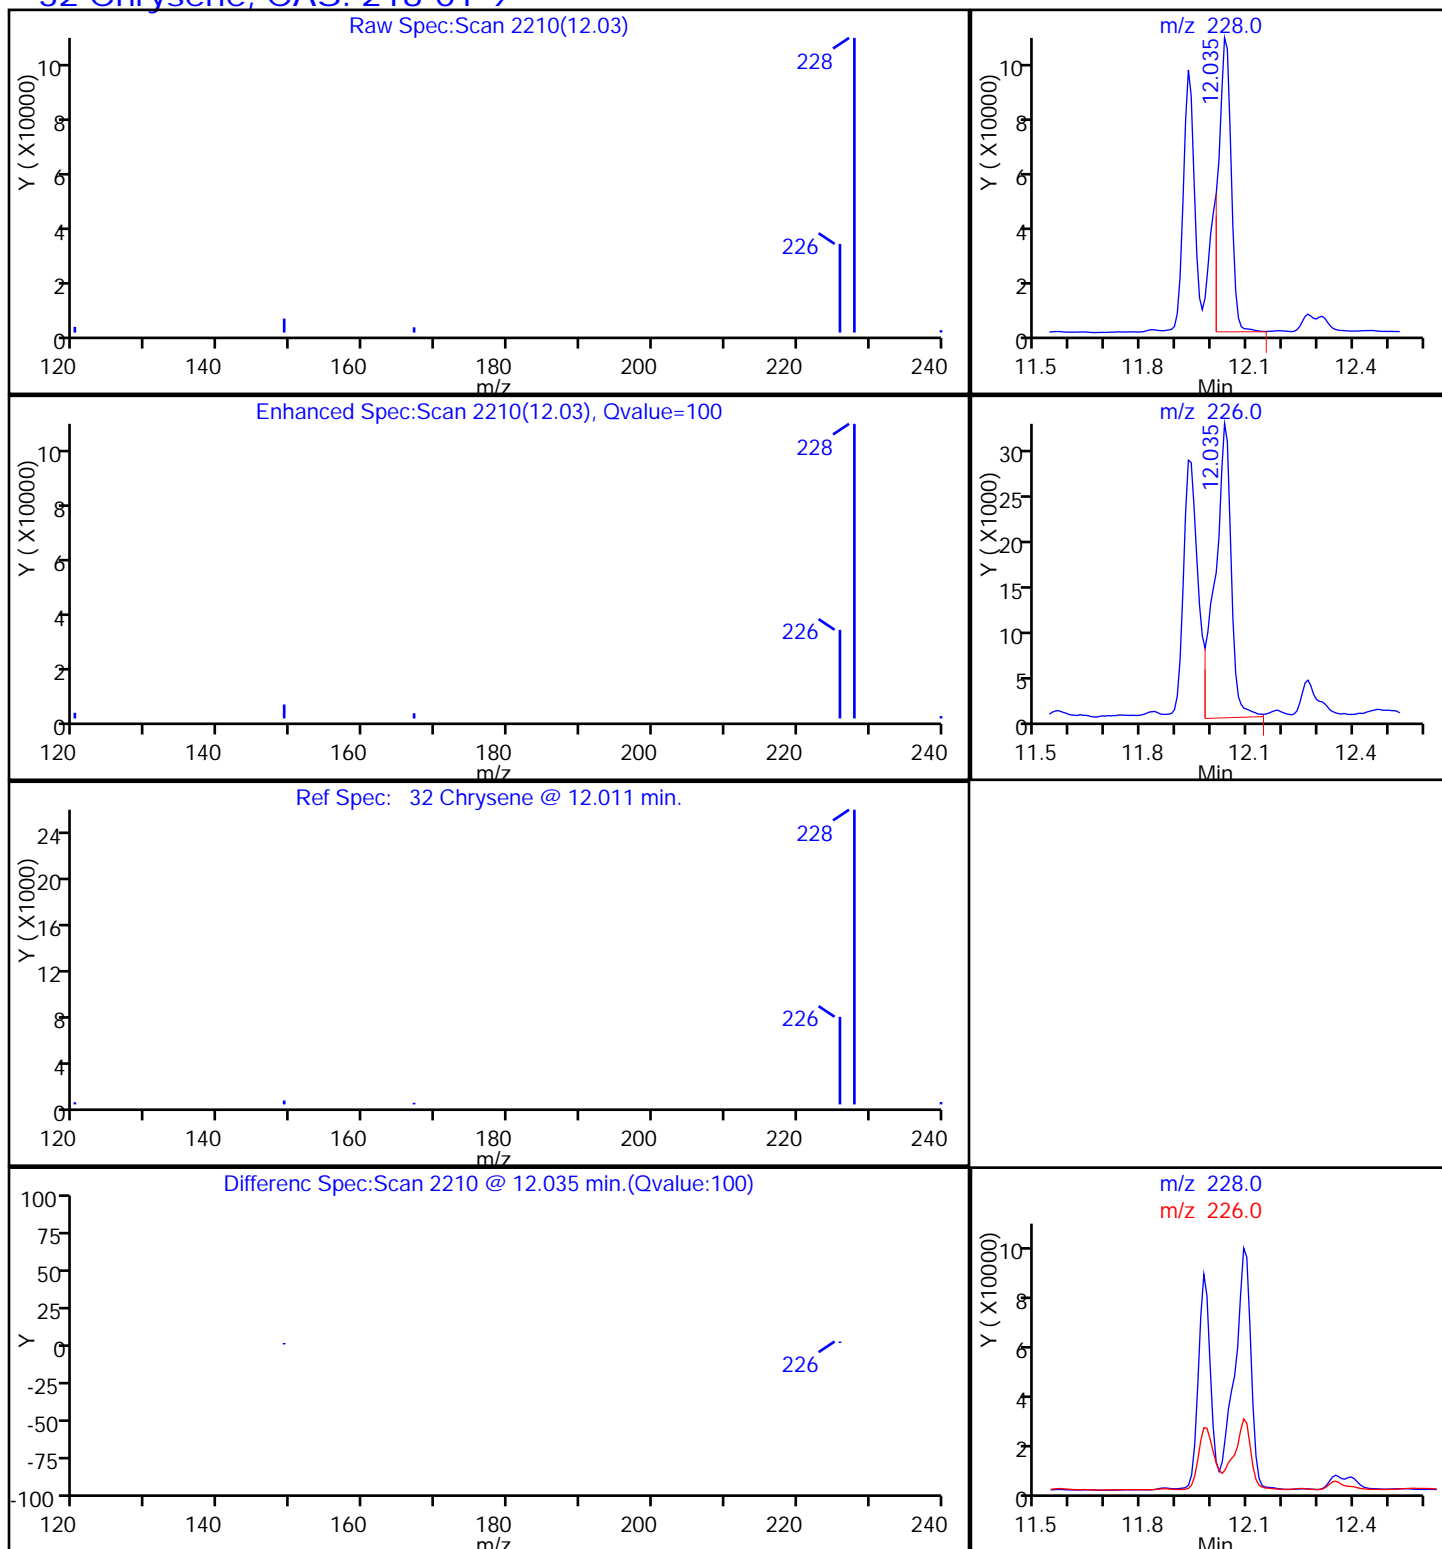 32 Chrysene, CAS: 218-01-9
Raw Spec:Scan 2210(12.03)
Y ( X10000)
10
8
6
4
2
0
228
226
120 140 160 180 200 220 240
m/z
m/z 228.0
Y ( X10000)
10
8
6
4
2
0
12.035
11.5 11.8 12.1 12.4
Min
Enhanced Spec:Scan 2210(12.03), Qvalue=100
Y ( X10000)
10
8
6
4
2
0
228
226
120 140 160 180 200 220 240
m/z
m/z 226.0
Y ( X1000)
30
25
20
15
10
5
0
12.035
11.5 11.8 12.1 12.4
Min
Ref Spec: 32 Chrysene @ 12.011 min.
Y ( X1000)
24
20
16
12
8
4
0
228
226
120 140 160 180 200 220 240
m/z
Differenc Spec:Scan 2210 @ 12.035 min.(Qvalue:100)
Y
100
75
50
25
0
-25
-50
-75
-100
226
120 140 160 180 200 220 240
m/z
m/z 228.0
m/z 226.0
Y ( X10000)
10
8
6
4
2
0
11.5 11.8 12.1 12.4
Min